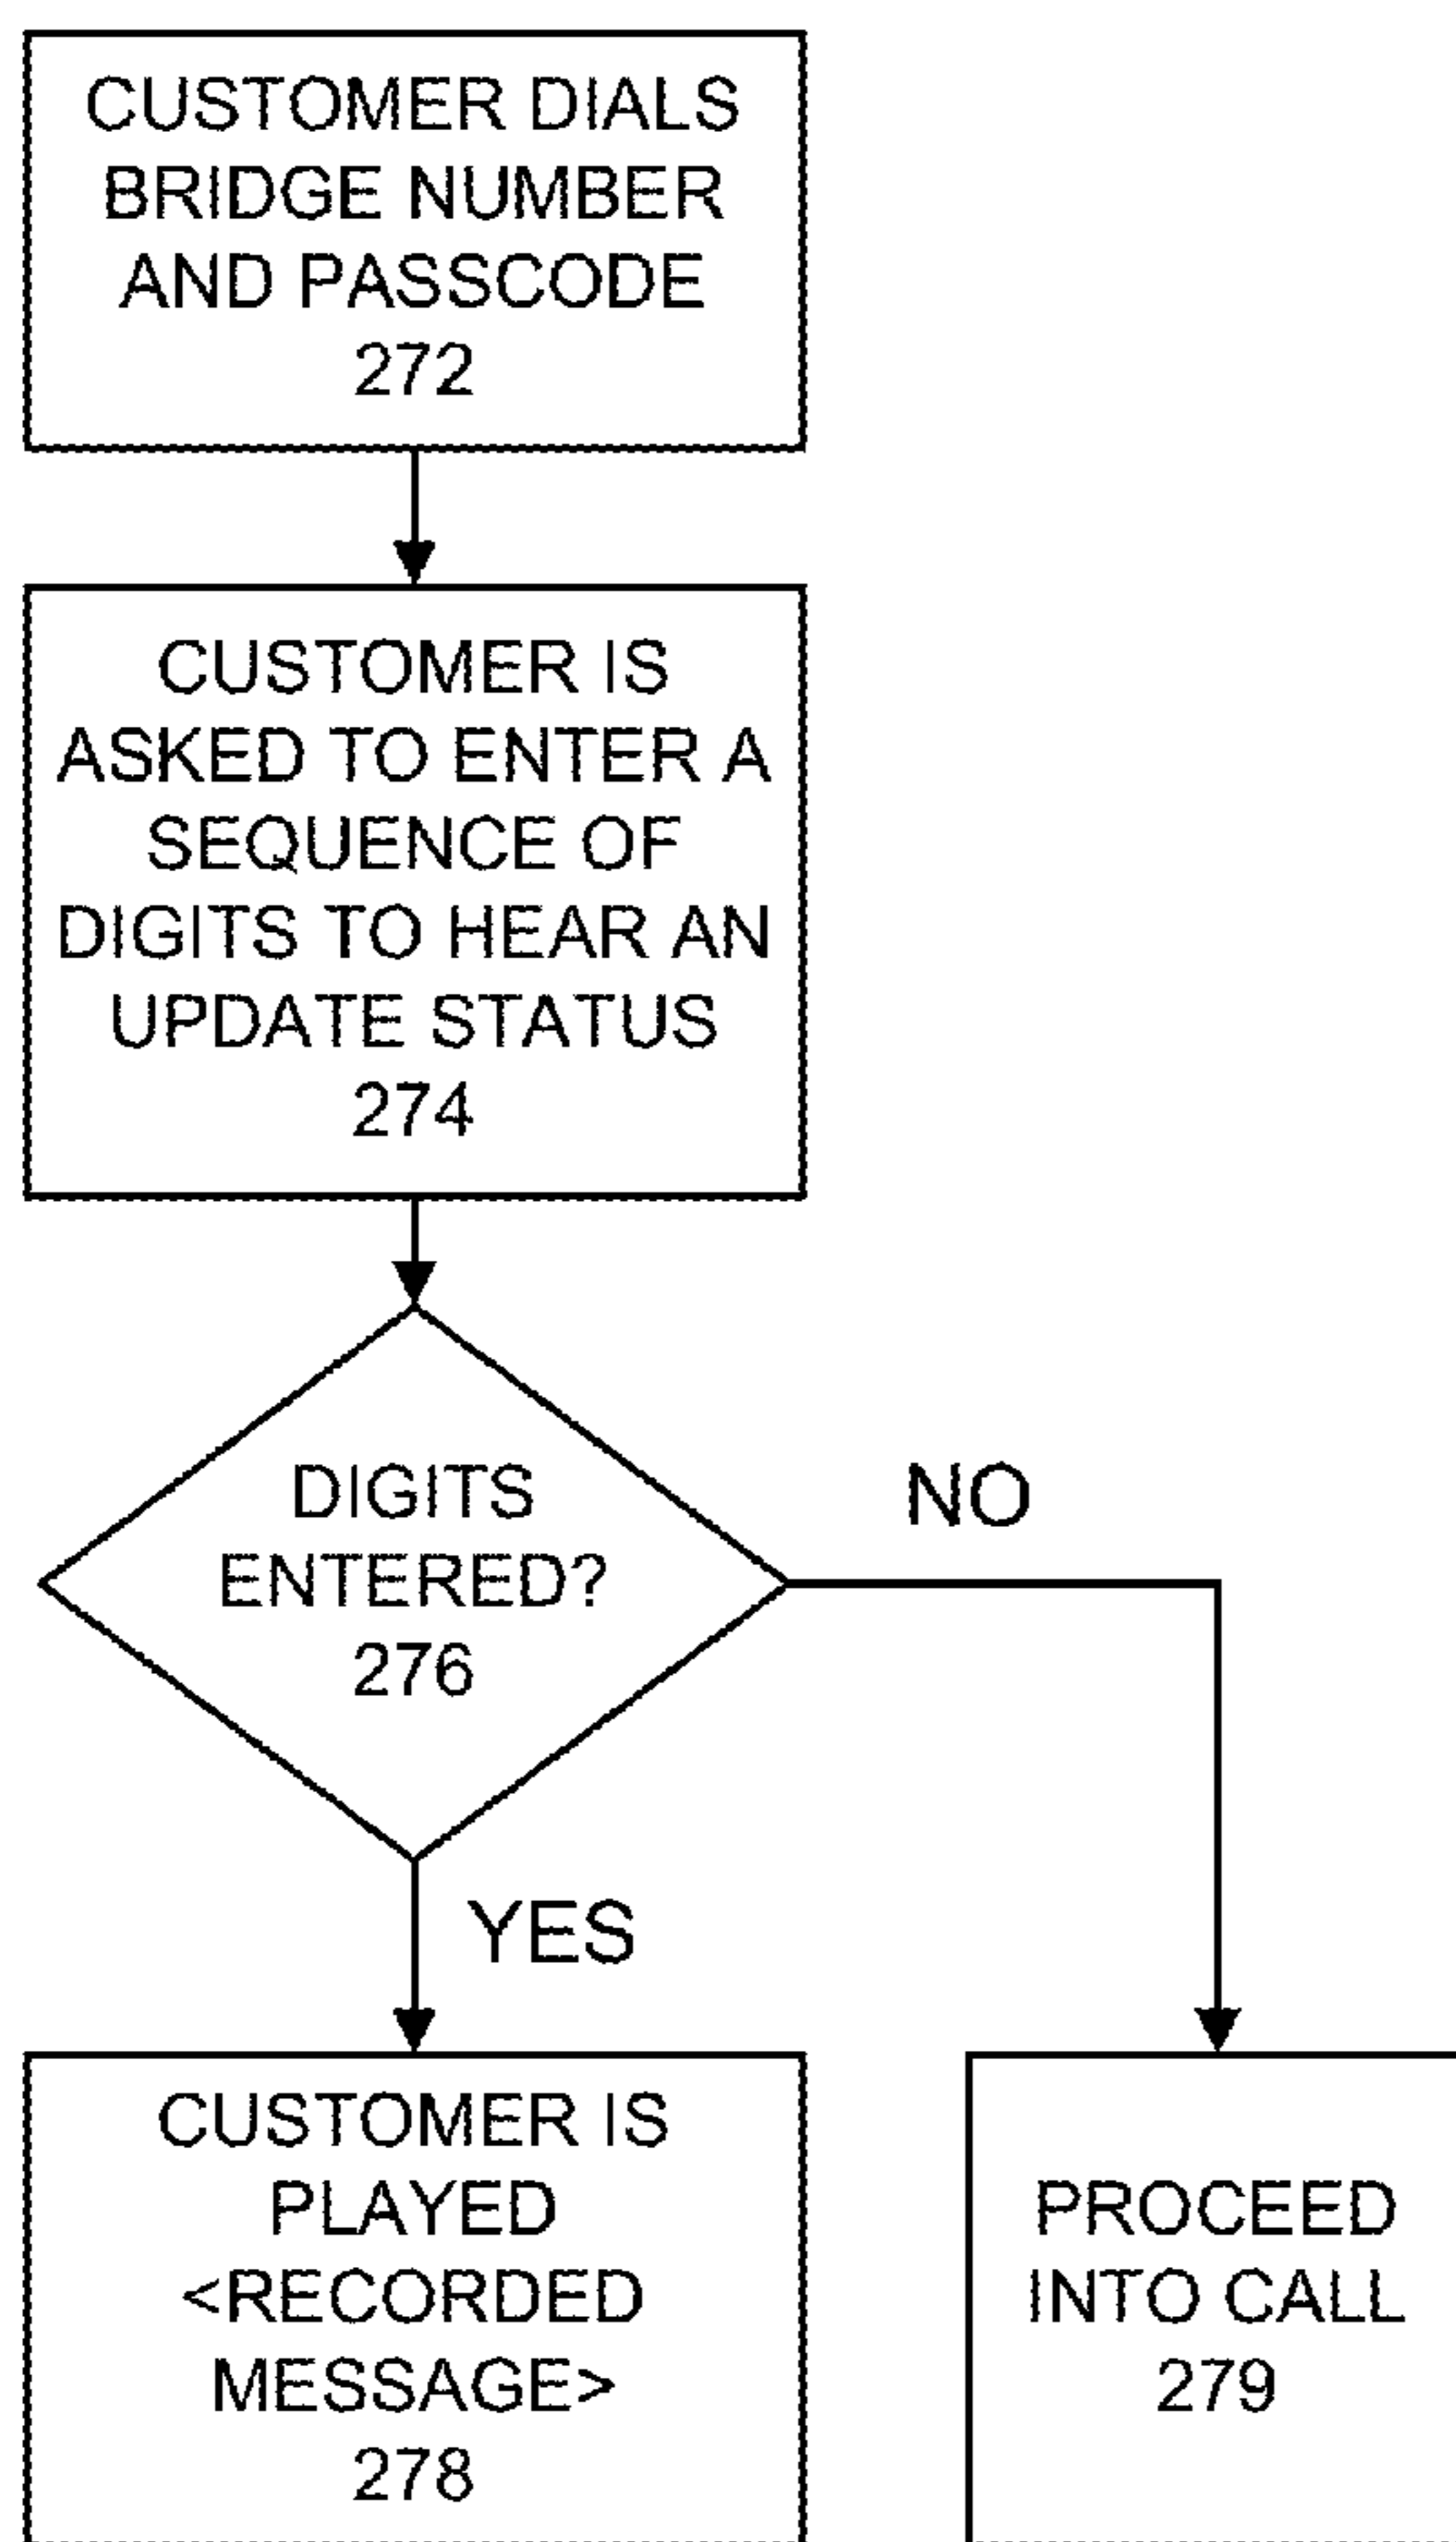 CUSTOMER DIALS
BRIDGE NUMBER
AND PASSCODE
272
CUSTOMER IS
ASKED TO ENTER A
SEQUENCE OF
DIGITS TO HEAR AN
UPDATE STATUS
274
DIGITS
ENTERED?
276
NO
YES
CUSTOMER IS
PLAYED
<RECORDED
MESSAGE>
278
PROCEED
INTO CALL
279